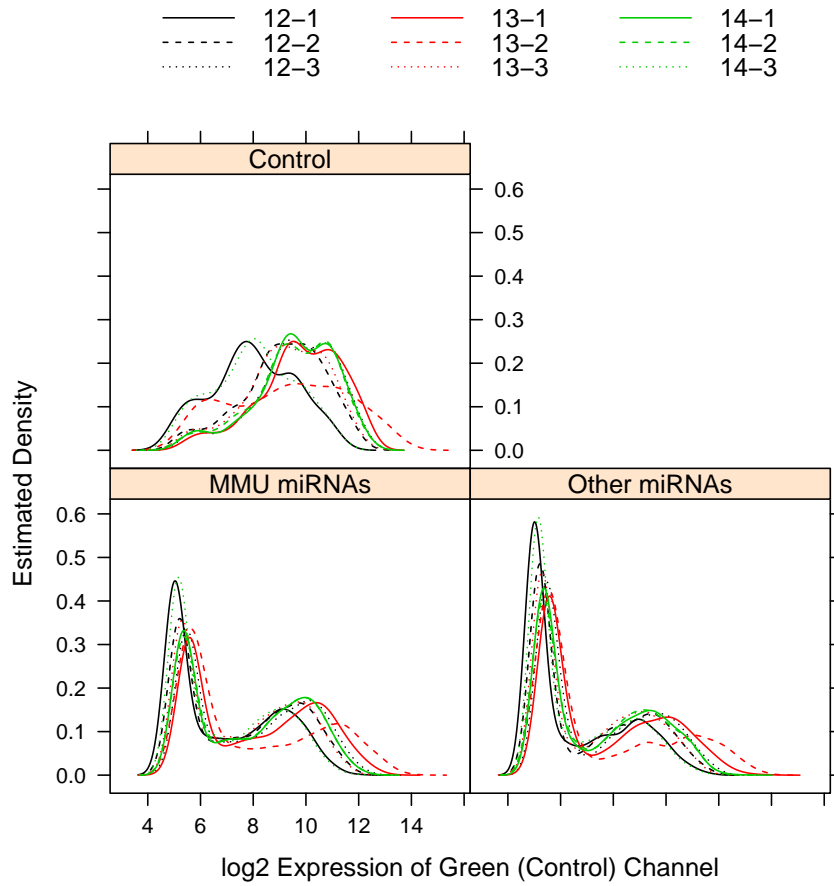 12−1 13−1 14−1
12−2 13−2 14−2
12−3 13−3 14−3
Control
0.6
0.5
0.4
0.3
0.2
0.1
0.0
Estimated Density
MMU miRNAs Other miRNAs
0.6
0.5
0.4
0.3
0.2
0.1
0.0
4 6 8 10 12 14
log2 Expression of Green (Control) Channel